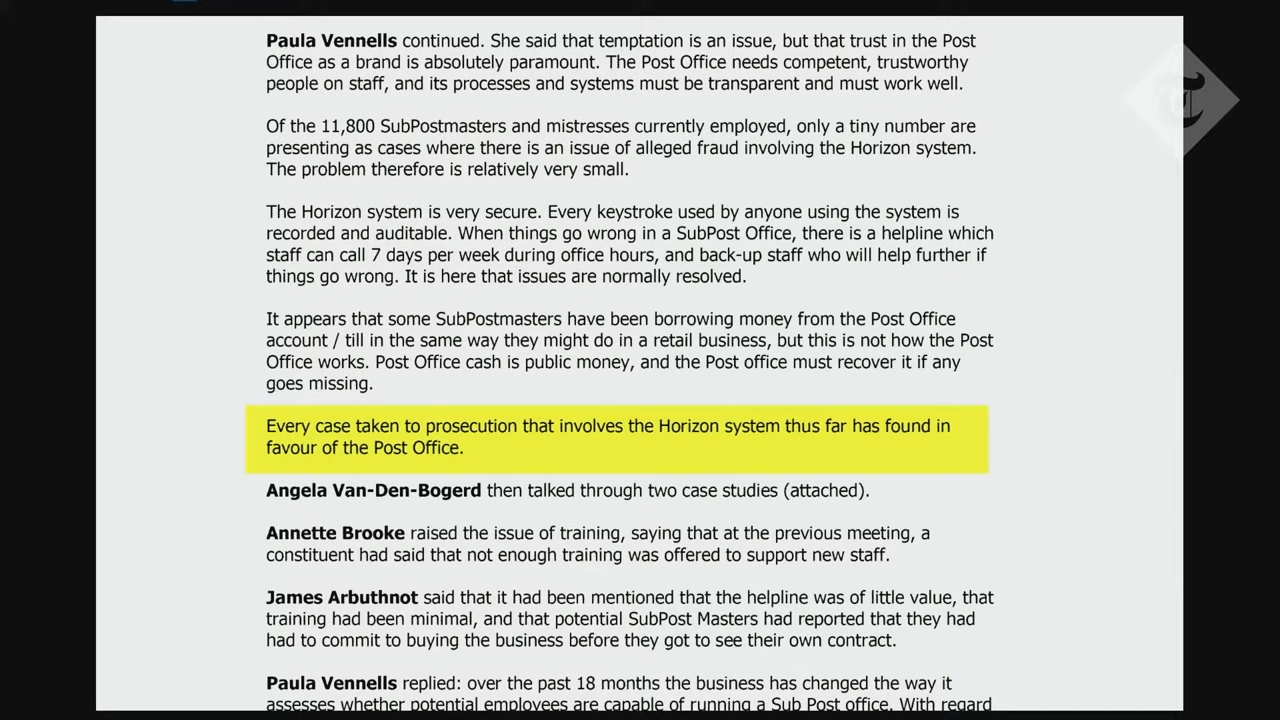 Paula Vennells continued. She said that temptation is an issue, but that trust in the Post
Office as a brand is absolutely paramount. The Post Office needs competent, trustworthy
people on staff, and its processes and systems must be transparent and must work well.
Of the 11,800 SubPostmasters and mistresses currently employed, only a tiny number are
presenting as cases where there is an issue of alleged fraud involving the Horizon system.
The problem therefore is relatively very small.
The Horizon system is very secure. Every keystroke used by anyone using the system is
recorded and auditable. When things go wrong in a SubPost Office, there is a helpline which
staff can call 7 days per week during office hours, and back-up staff who will help further if
things go wrong. It is here that issues are normally resolved.
It appears that some SubPostmasters have been borrowing money from the Post Office
account / till in the same way they might do in a retail business, but this is not how the Post
Office works. Post Office cash is public money, and the Post office must recover it if any
goes missing.
Every case taken to prosecution that involves the Horizon system thus far has found in
favour of the Post Office.
Angela Van-Den-Bogerd then talked through two case studies (attached).
Annette Brooke raised the issue of training, saying that at the previous meeting, a
constituent had said that not enough training was offered to support new staff.
James Arbuthnot said that it had been mentioned that the helpline was of little value, that
training had been minimal, and that potential SubPost Masters had reported that they had
had to commit to buying the business before they got to see their own contract.
Paula Vennells replied: over the past 18 months the business has changed the way it
assesses whether potential employees are capable of running a Sub Post office. With regard